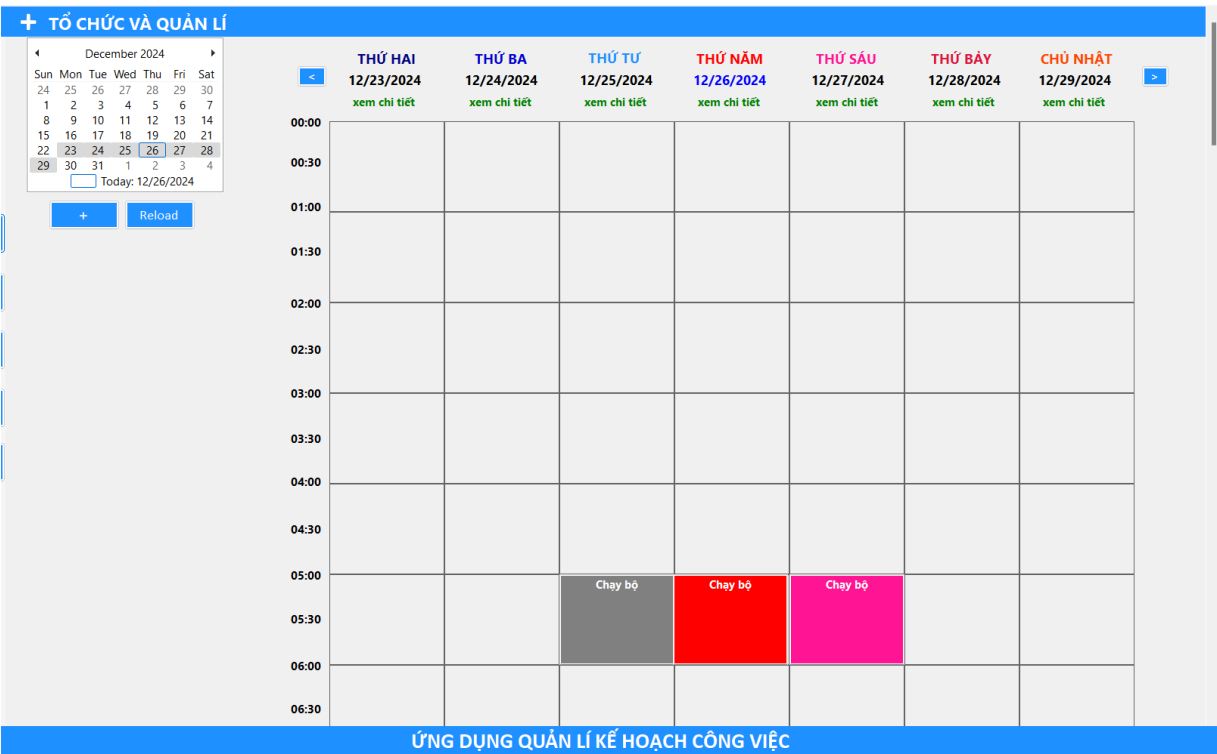 + TỔ CHỨC VÀ QUẢN LÍ
December 2024
Sun Mon Tue Wed Thu Fri Sat
24 25 26 27 28 29 30
1 2 3 4 5 6 7
8 9 10 11 12 13 14
15 16 17 18 19 20 21
22 23 24 25 26 27 28
29 30 31 1 2 3 4
Today: 12/26/2024
+ Reload
< THỨ HAI THỨ BA THỨ TƯ THỨ NĂM THỨ SÁU THỨ BẢY CHỦ NHẬT >
12/23/2024 12/24/2024 12/25/2024 12/26/2024 12/27/2024 12/28/2024 12/29/2024
xem chi tiết xem chi tiết xem chi tiết xem chi tiết xem chi tiết xem chi tiết xem chi tiết
00:00
00:30
01:00
01:30
02:00
02:30
03:00
03:30
04:00
04:30
05:00 Chạy bộ Chạy bộ Chạy bộ
05:30
06:00
06:30
ỨNG DỤNG QUẢN LÍ KẾ HOẠCH CÔNG VIỆC